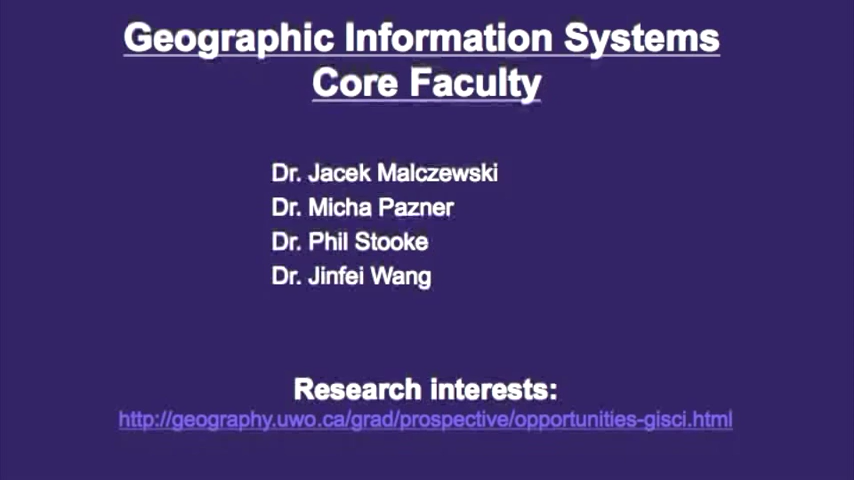 Geographic Information Systems
Core Faculty
Dr. Jacek Malczewski
Dr. Micha Pazner
Dr. Phil Stooke
Dr. Jinfei Wang
Research interests:
http://geography.uwo.ca/grad/prospective/opportunities-gisci.html